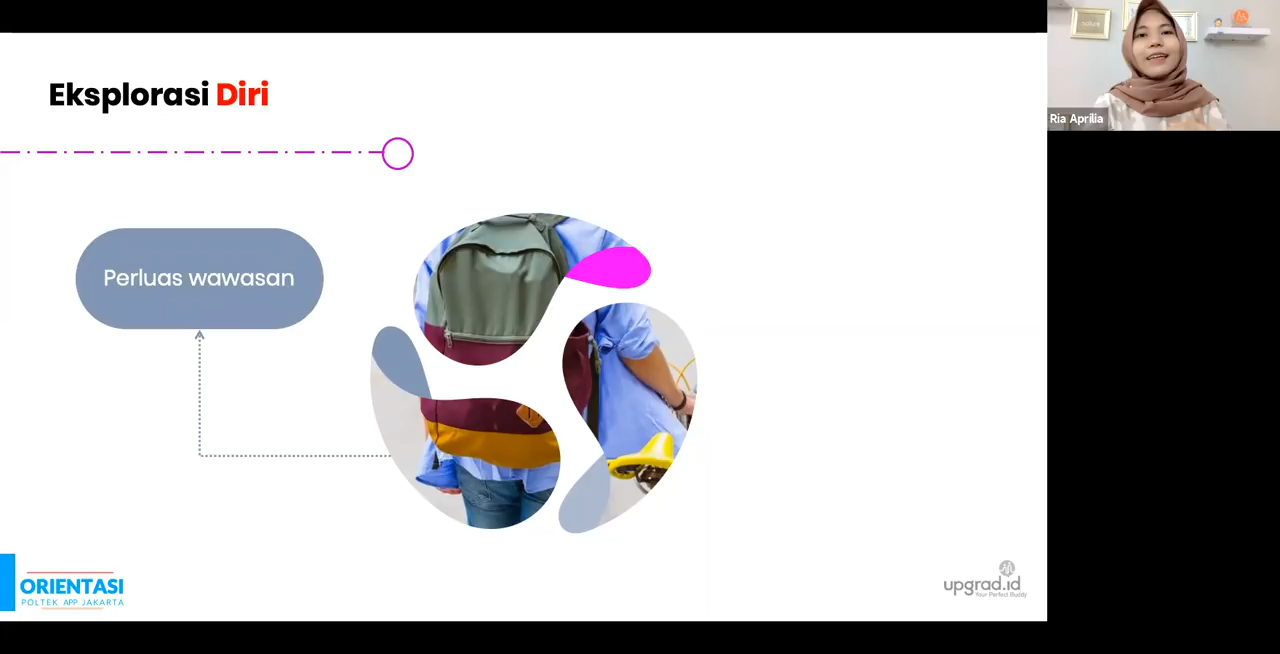 Eksplorasi Diri
Ria Aprilia
Perluas wawasan
ORIENTASI
POLTEK APP JAKARTA
upgrad.id
Your Perfect Buddy